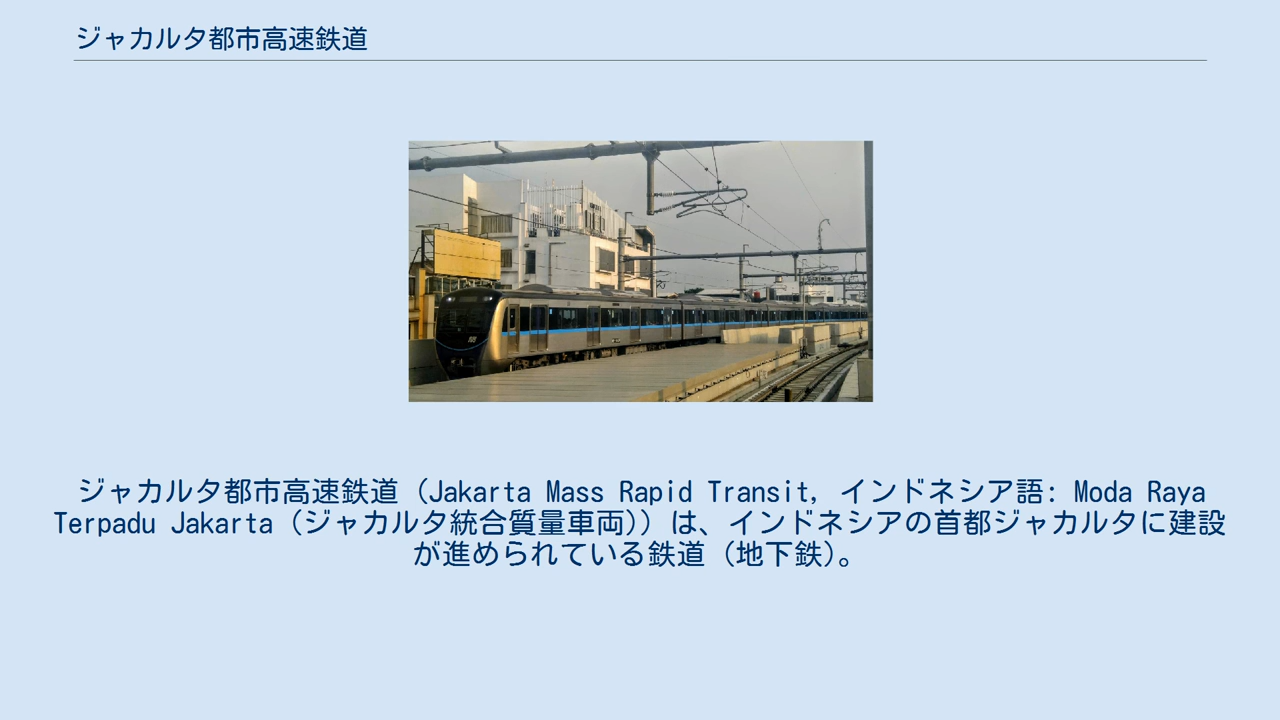 ジャカルタ都市高速鉄道
ジャカルタ都市高速鉄道（Jakarta Mass Rapid Transit, インドネシア語: Moda Raya
Terpadu Jakarta（ジャカルタ統合質量車両））は、インドネシアの首都ジャカルタに建設
が進められている鉄道（地下鉄）。